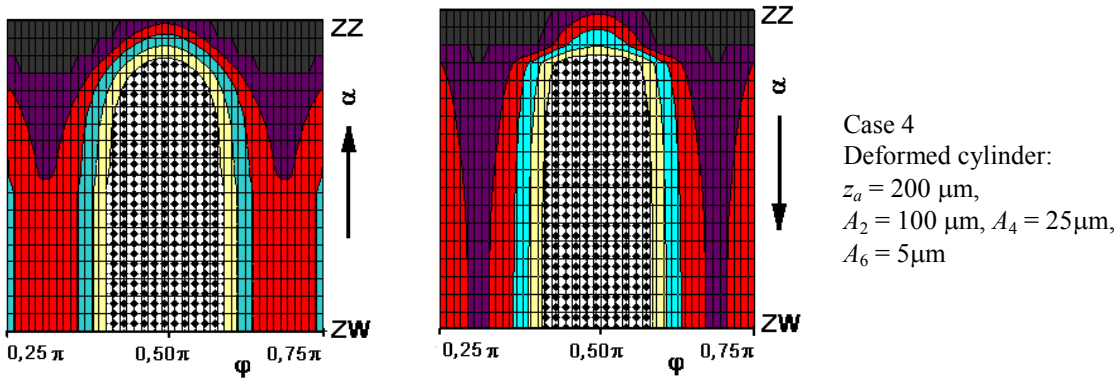 ZZ
α
ZW
0,25 π
0,50π
0,75π
φ
ZZ
α
ZW
0,25 π
0,50π
0,75π
φ
Case 4
Deformed cylinder:
zₐ = 200 μm,
A₂ = 100 μm, A₄ = 25μm,
A₆ = 5μm